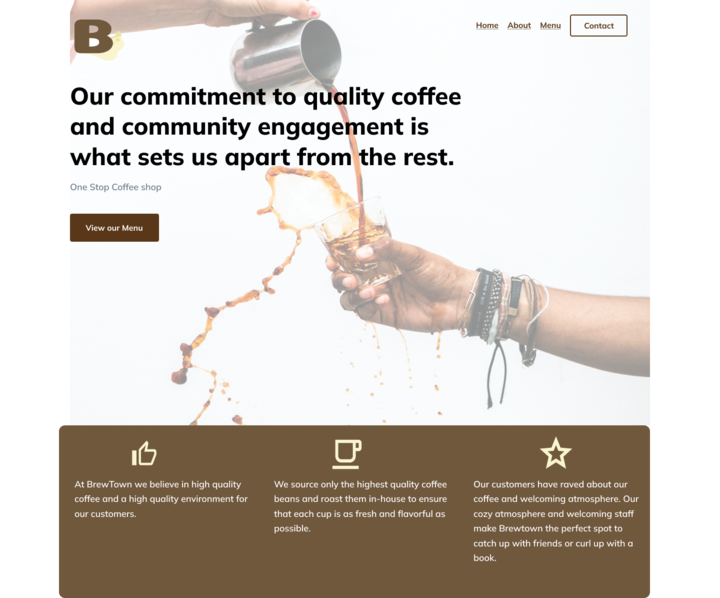 B
Home About Menu Contact
Our commitment to quality coffee
and community engagement is
what sets us apart from the rest.
One Stop Coffee shop
View our Menu
At BrewTown we believe in high quality
coffee and a high quality environment for
our customers.
We source only the highest quality coffee
beans and roast them in-house to ensure
that each cup is as fresh and flavorful as
possible.
Our customers have raved about our
coffee and welcoming atmosphere. Our
cozy atmosphere and welcoming staff
make Brewtown the perfect spot to
catch up with friends or curl up with a
book.